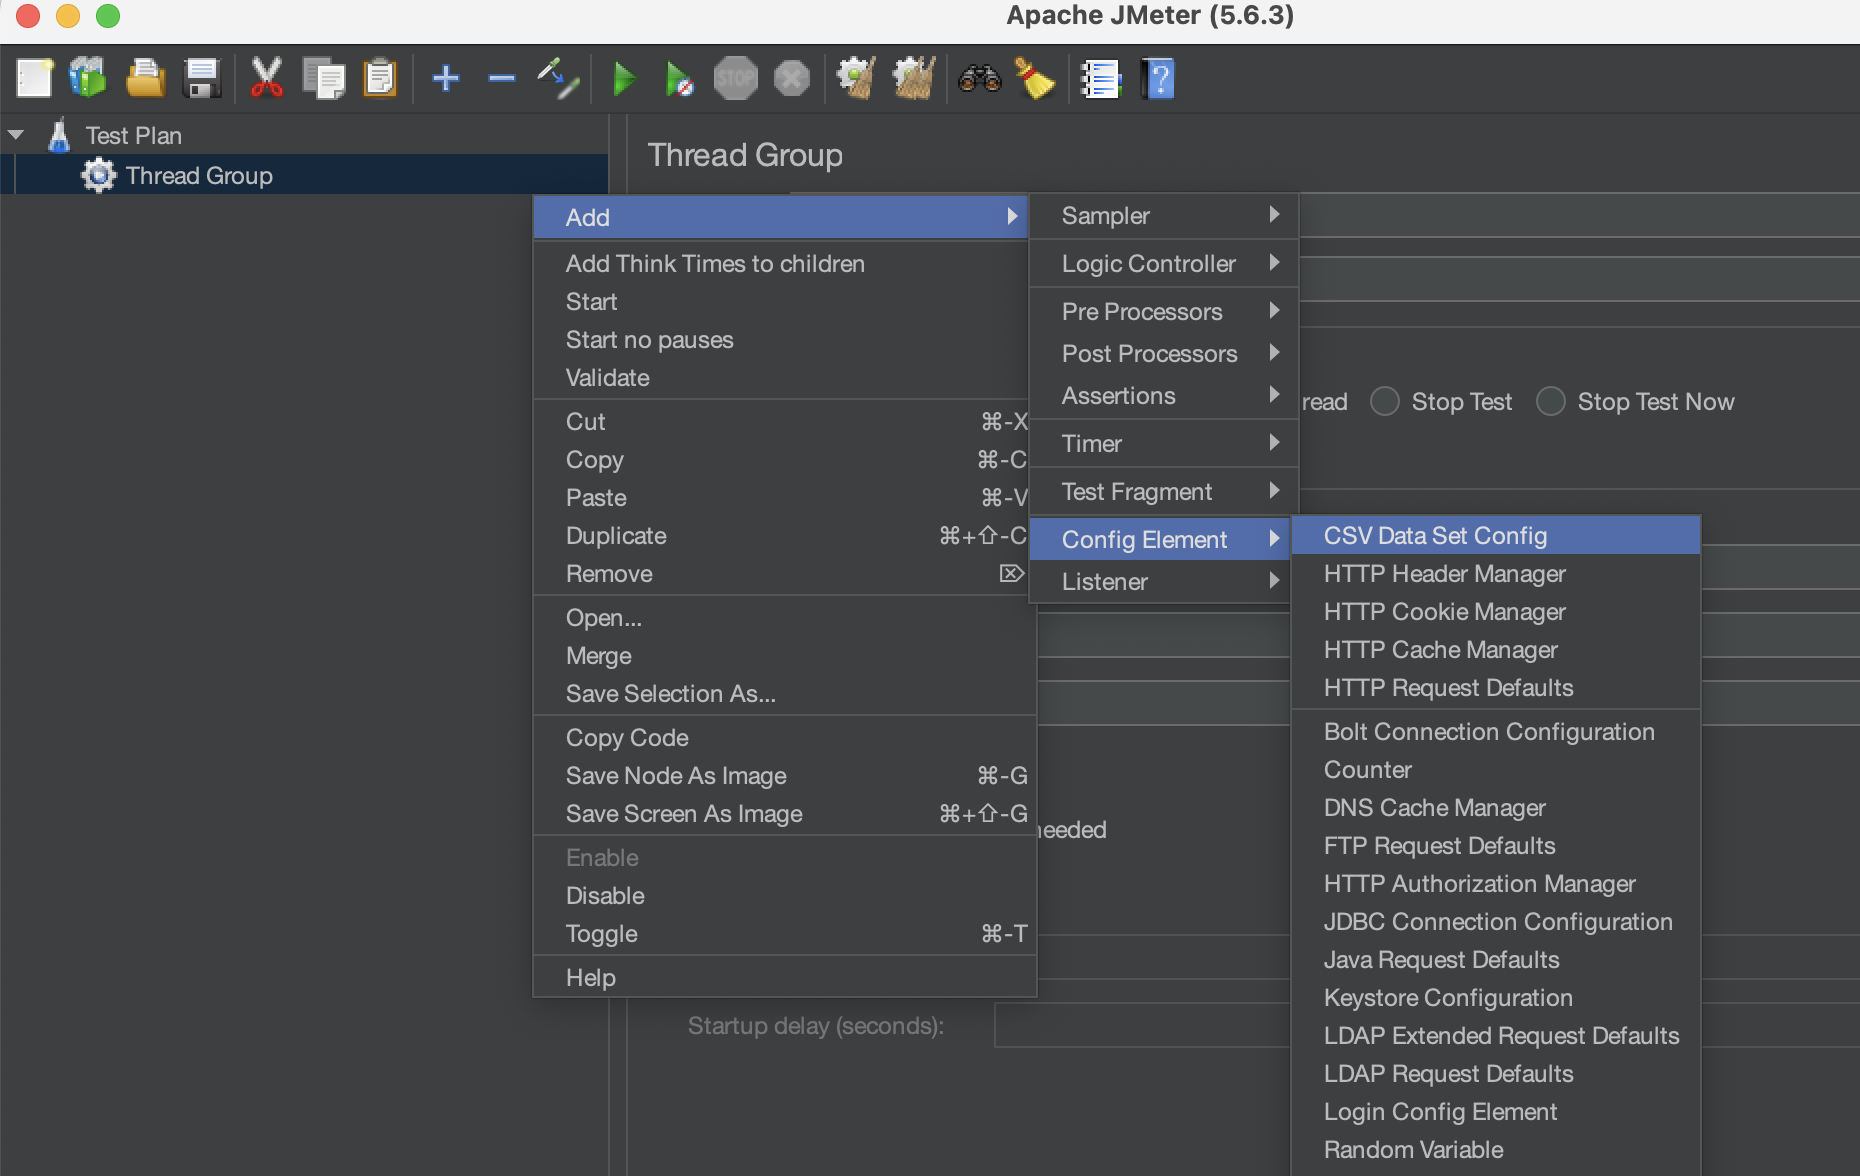 Apache JMeter (5.6.3)
STOP
?
Test Plan
Thread Group
Thread Group
Add
Add Think Times to children
Start
Start no pauses
Validate
Cut ⌘-X
Copy ⌘-C
Paste ⌘-V
Duplicate ⌘+⇧-C
Remove ⌦
Open...
Merge
Save Selection As...
Copy Code
Save Node As Image ⌘-G
Save Screen As Image ⌘+⇧-G
Enable
Disable
Toggle ⌘-T
Help
Sampler
Logic Controller
Pre Processors
Post Processors
Assertions
Timer
Test Fragment
Config Element
Listener
CSV Data Set Config
HTTP Header Manager
HTTP Cookie Manager
HTTP Cache Manager
HTTP Request Defaults
Bolt Connection Configuration
Counter
DNS Cache Manager
FTP Request Defaults
HTTP Authorization Manager
JDBC Connection Configuration
Java Request Defaults
Keystore Configuration
LDAP Extended Request Defaults
LDAP Request Defaults
Login Config Element
Random Variable
read Stop Test Stop Test Now
needed
Startup delay (seconds):